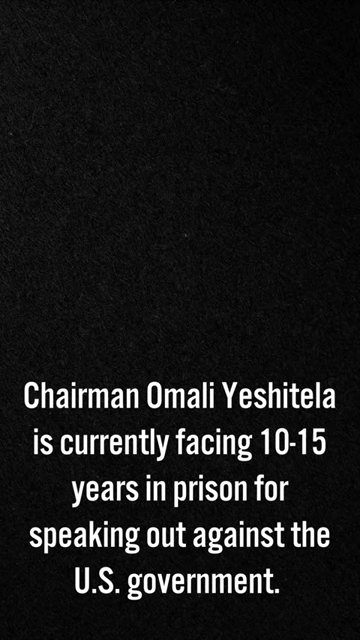 Chairman Omali Yeshitela
is currently facing 10-15
years in prison for
speaking out against the
U.S. government.